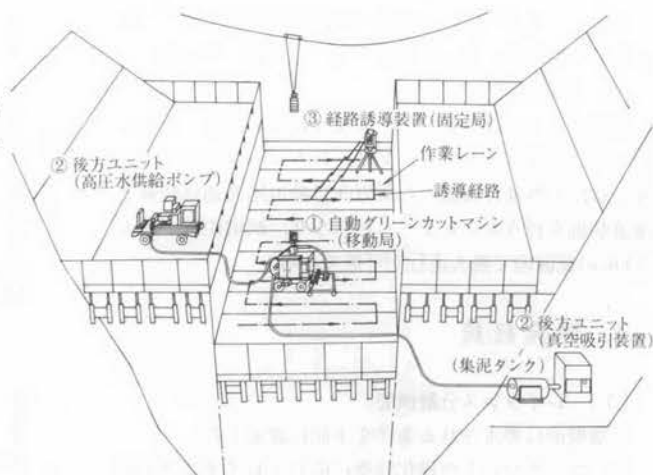 ③ 経路誘導装置(固定局)
作業レーン
② 後方ユニット
(高圧水供給ポンプ)
誘導経路
① 自動グリーンカットマシン
(移動局)
② 後方ユニット
(真空吸引装置)
(集泥タンク)